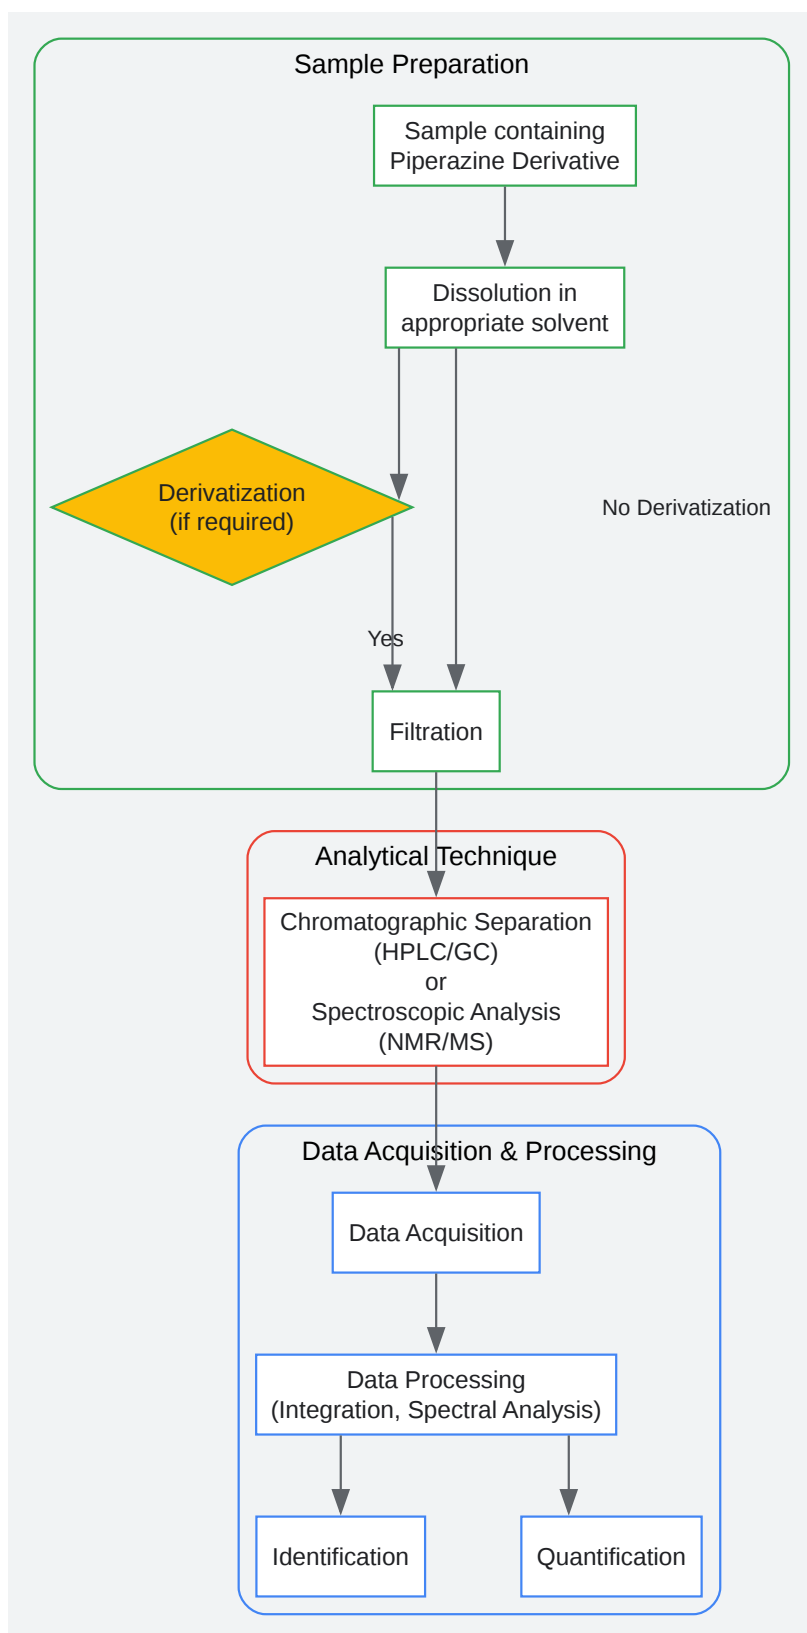 Sample Preparation
Sample containing
Piperazine Derivative
Dissolution in
appropriate solvent
Derivatization
(if required)
No Derivatization
Yes
Filtration
Analytical Technique
Chromatographic Separation
(HPLC/GC)
or
Spectroscopic Analysis
(NMR/MS)
Data Acquisition & Processing
Data Acquisition
Data Processing
(Integration, Spectral Analysis)
Identification
Quantification